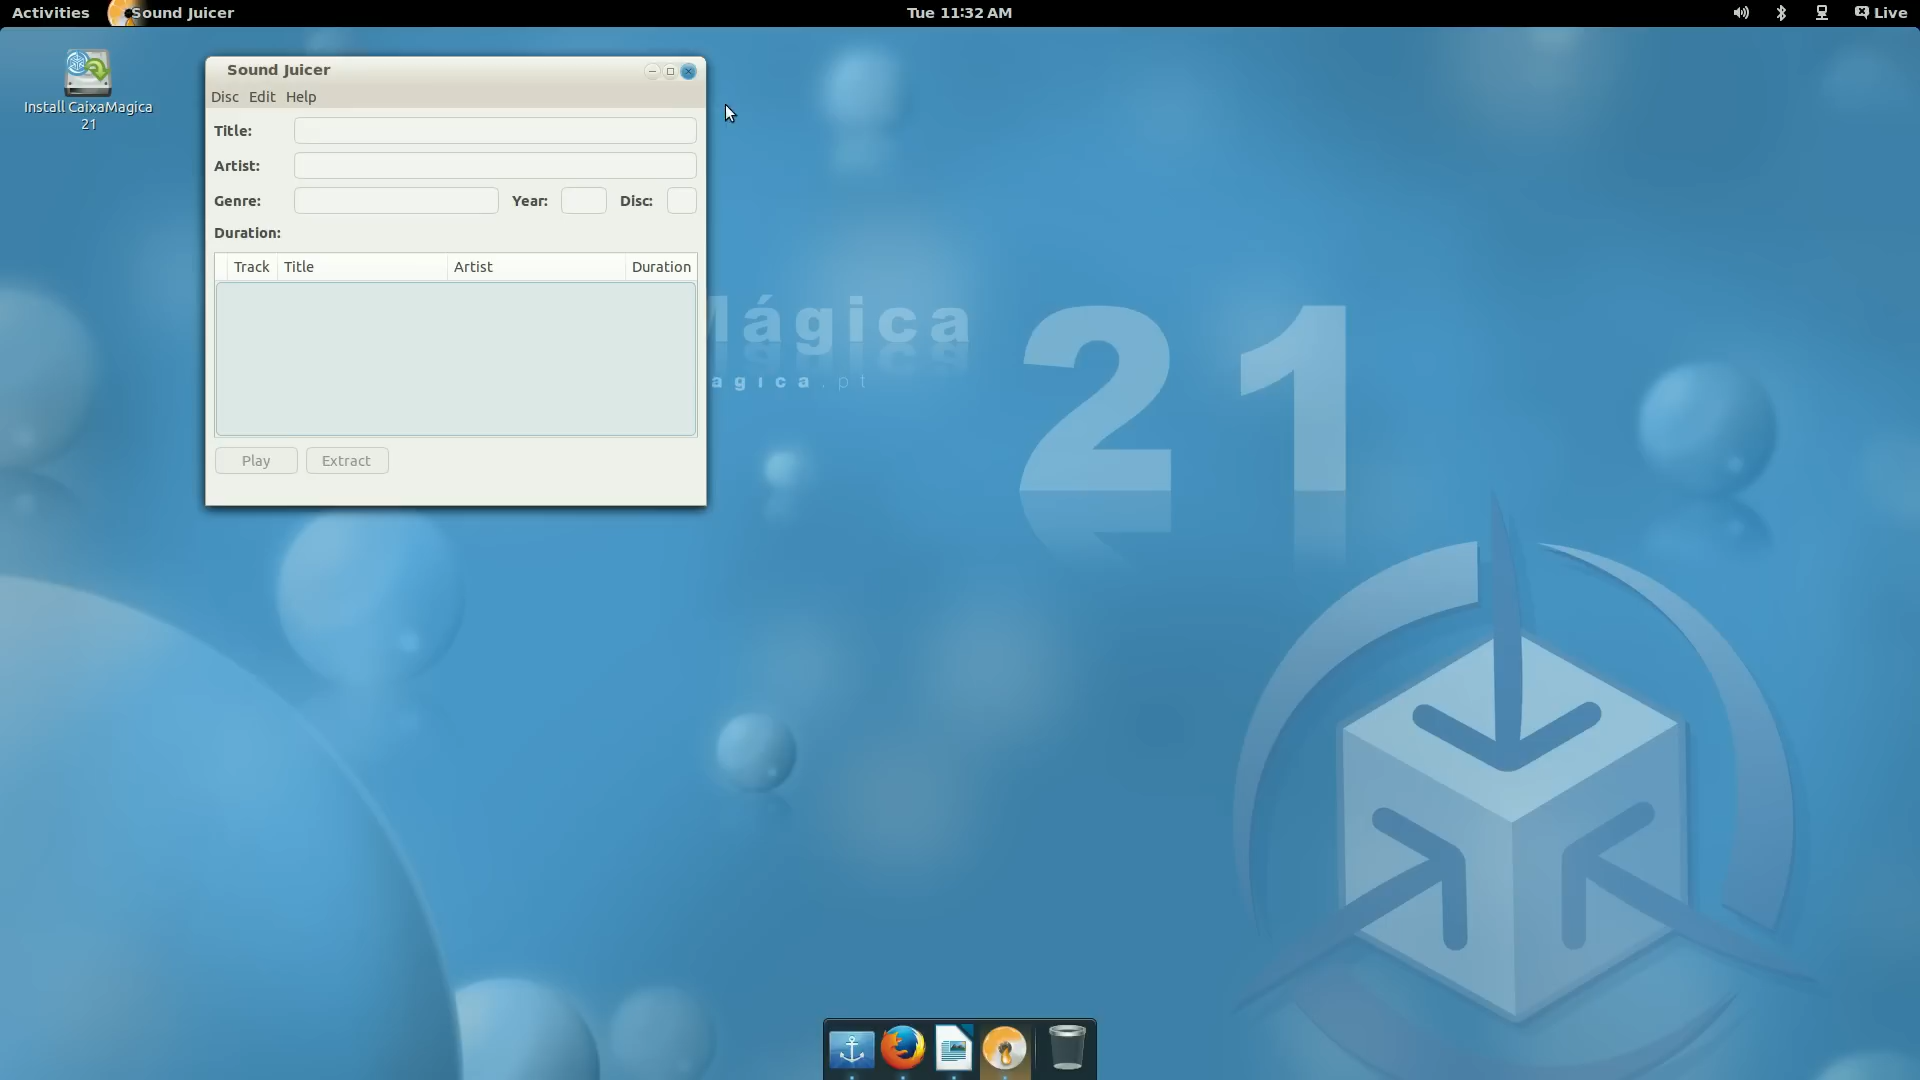 Activities Sound Juicer Tue 11:32 AM Live
Install CaixaMagica
21
Sound Juicer
Disc Edit Help
Title:
Artist:
Genre: Year: Disc:
Duration:
Track Title Artist Duration
Play Extract
Mágica 21
agica.pt